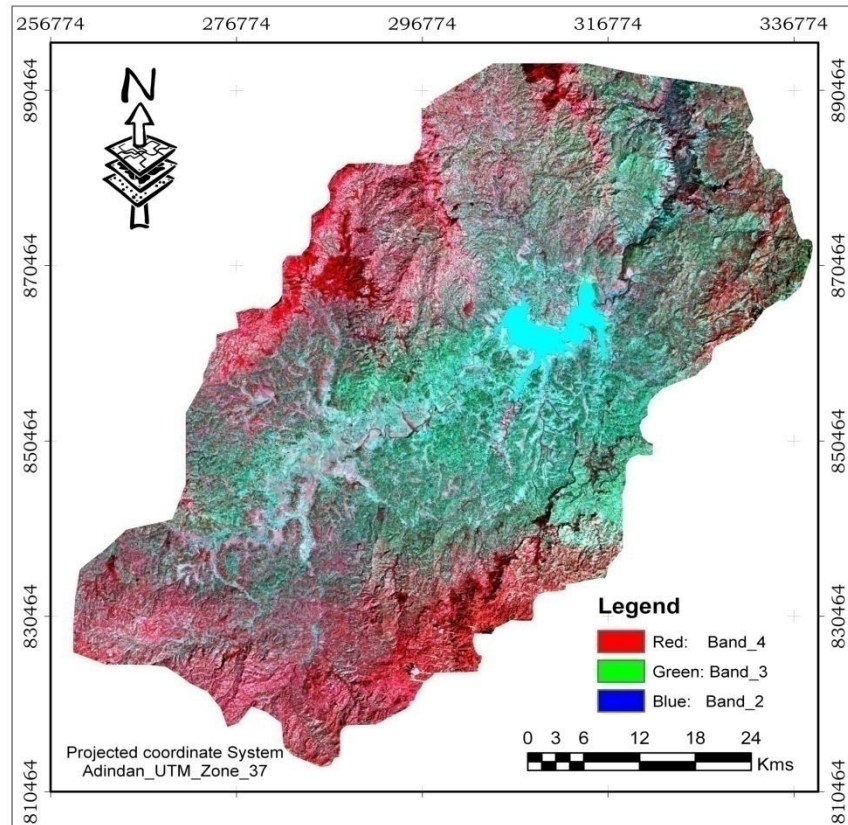 256774 276774 296774 316774 336774
N
890464 890464
870464 870464
850464 850464
830464 830464
810464 810464
Legend
Red: Band_4
Green: Band_3
Blue: Band_2
0 3 6 12 18 24
Kms
Projected coordinate System
Adindan_UTM_Zone_37